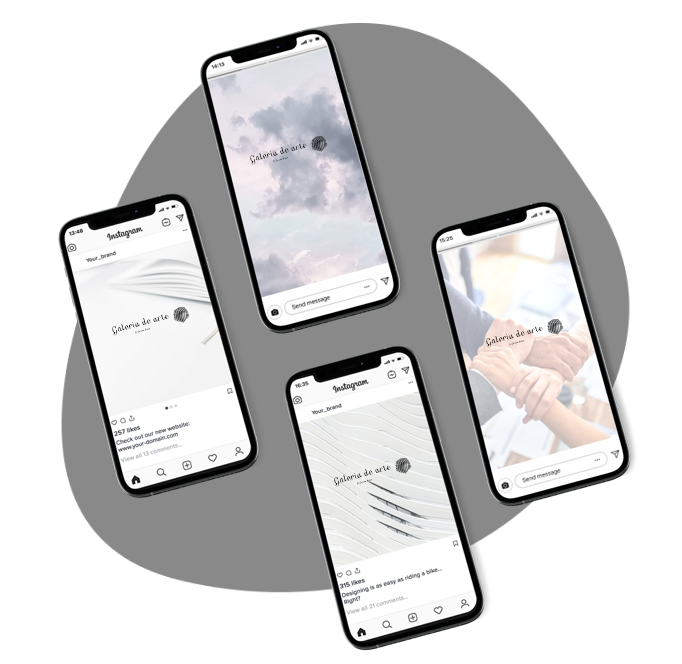 14:13
Galeria de arte
Send message
13:48
Instagram
Your_brand
Galeria de arte
257 likes
Check out our new website:
www.your-domain.com
View all 13 comments...
15:25
Galeria de arte
Send message
16:35
Instagram
Your_brand
Galeria de arte
315 likes
Designing is as easy as riding a bike...
Right?
View all 21 comments...